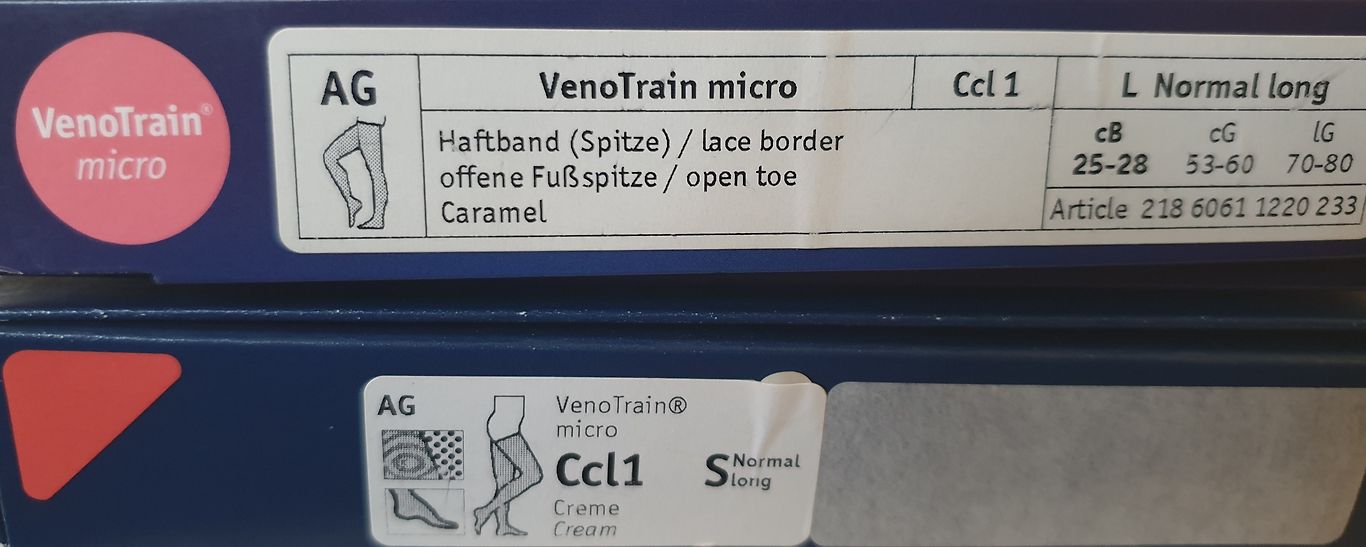 VenoTrain®
micro
AG
VenoTrain micro
Ccl 1
L Normal long
Haftband (Spitze) / lace border
offene Fußspitze / open toe
Caramel
cB cG lG
25-28 53-60 70-80
Article 218 6061 1220 233
AG
VenoTrain®
micro
Ccl1
S Normal
long
Creme
Cream